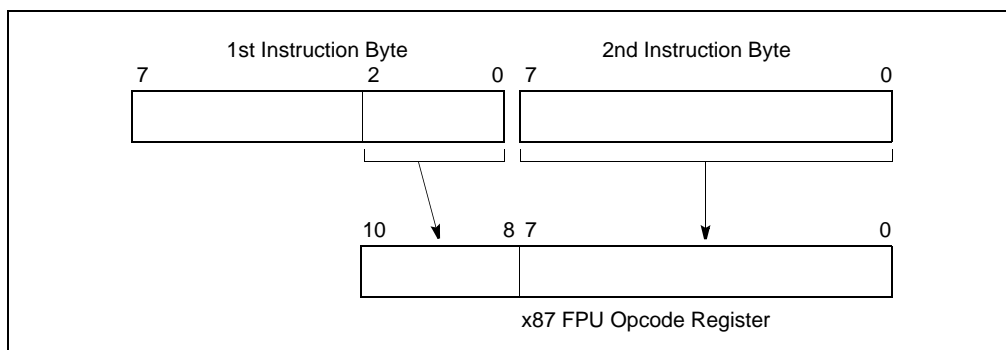 1st Instruction Byte 2nd Instruction Byte
7 2 0 7 0
10 8 7 0
x87 FPU Opcode Register